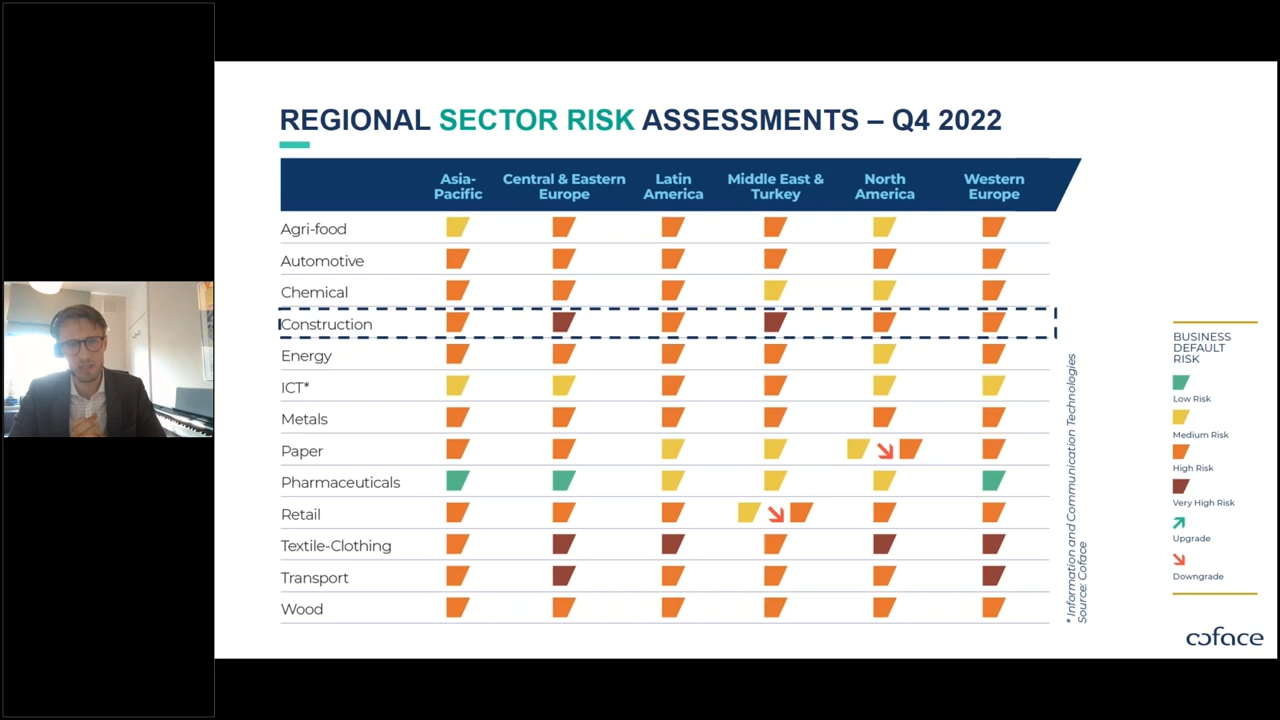 REGIONAL SECTOR RISK ASSESSMENTS – Q4 2022
Asia-
Pacific
Central & Eastern
Europe
Latin
America
Middle East &
Turkey
North
America
Western
Europe
Agri-food
Automotive
Chemical
Construction
Energy
ICT*
Metals
Paper
Pharmaceuticals
Retail
Textile-Clothing
Transport
Wood
* Information and Communication Technologies
Source: Coface
BUSINESS
DEFAULT
RISK
Low Risk
Medium Risk
High Risk
Very High Risk
Upgrade
Downgrade
coface